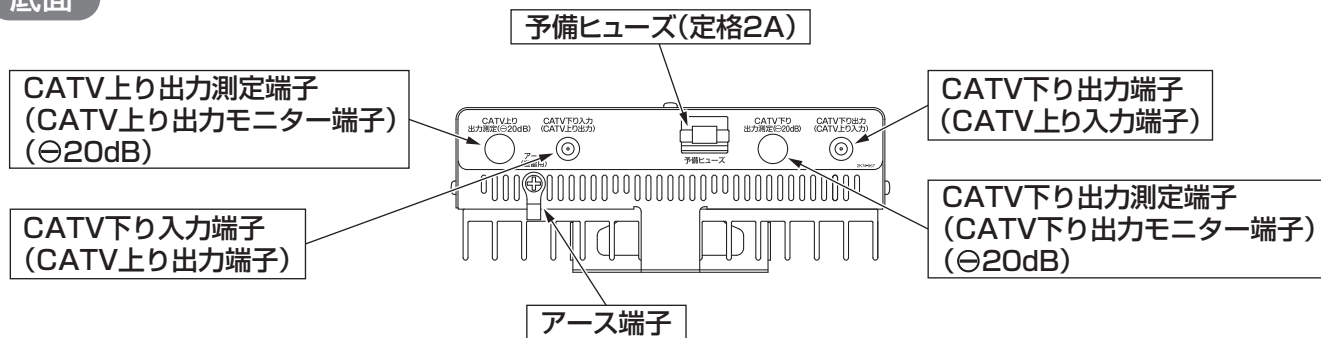 底面
予備ヒューズ(定格2A)
CATV上り出力測定端子
(CATV上り出力モニター端子)
(⊖20dB)
CATV下り入力端子
(CATV上り出力端子)
CATV上り
出力測定(⊖20dB)
CATV下り入力
(CATV上り出力)
予備ヒューズ
CATV下り
出力測定(⊖20dB)
CATV下り出力
(CATV上り入力)
CATV下り出力端子
(CATV上り入力端子)
CATV下り出力測定端子
(CATV下り出力モニター端子)
(⊖20dB)
アース端子